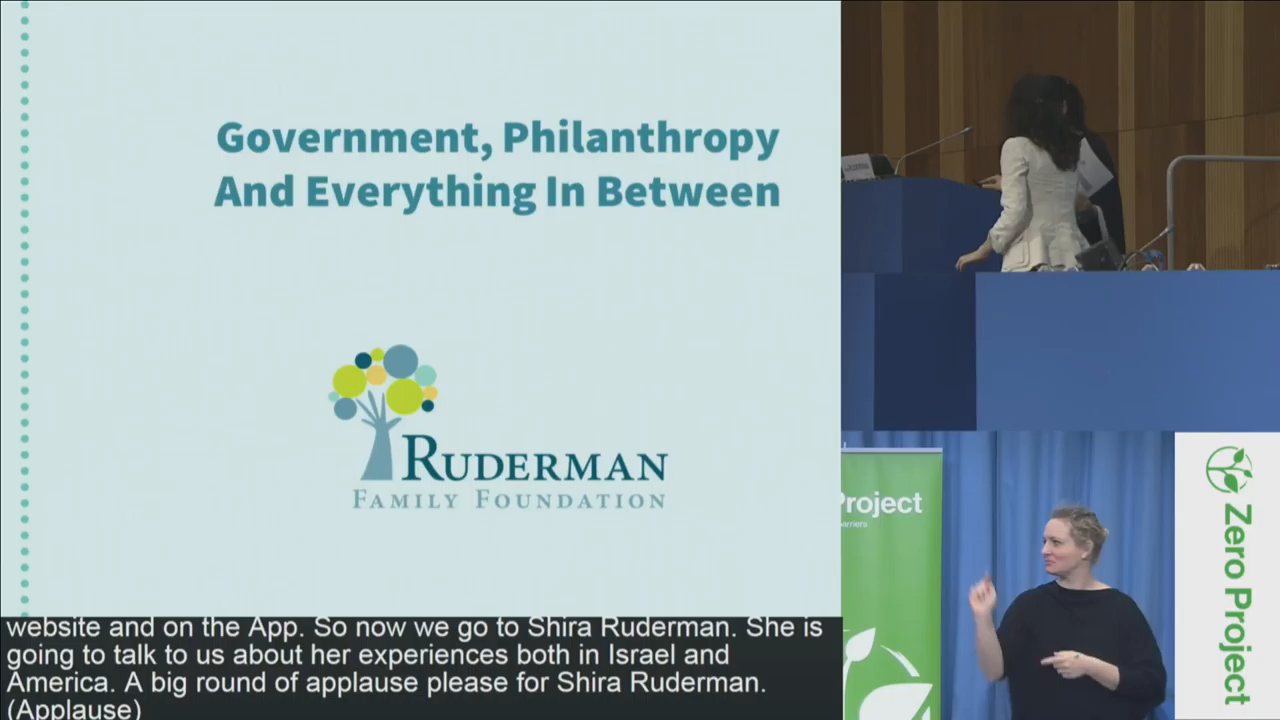 Government, Philanthropy
And Everything In Between
RUDERMAN
FAMILY FOUNDATION
website and on the App. So now we go to Shira Ruderman. She is
going to talk to us about her experiences both in Israel and
America. A big round of applause please for Shira Ruderman.
(Applause)
Project
Zero Project